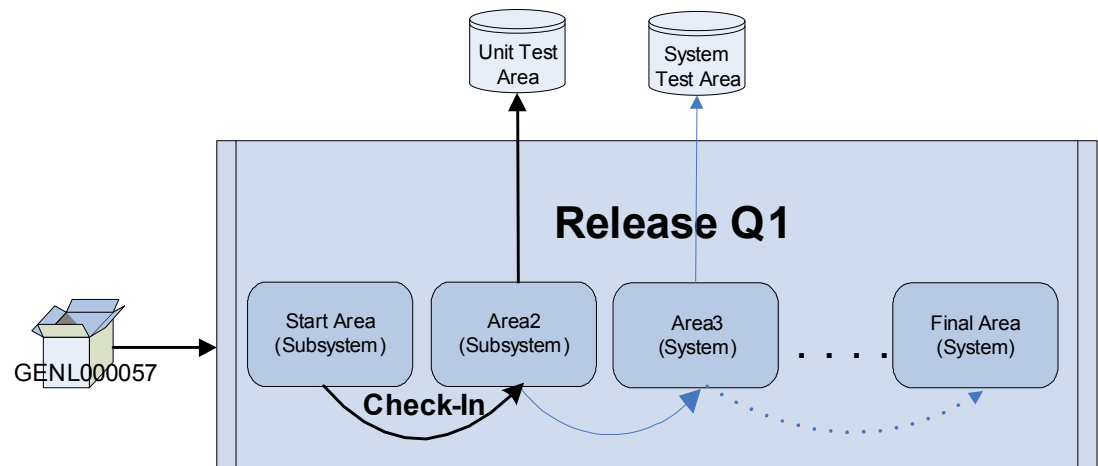 Unit Test
Area
System
Test Area
Release Q1
Start Area
(Subsystem)
Area2
(Subsystem)
Area3
(System)
. . . .
Final Area
(System)
GENL000057
Check-In